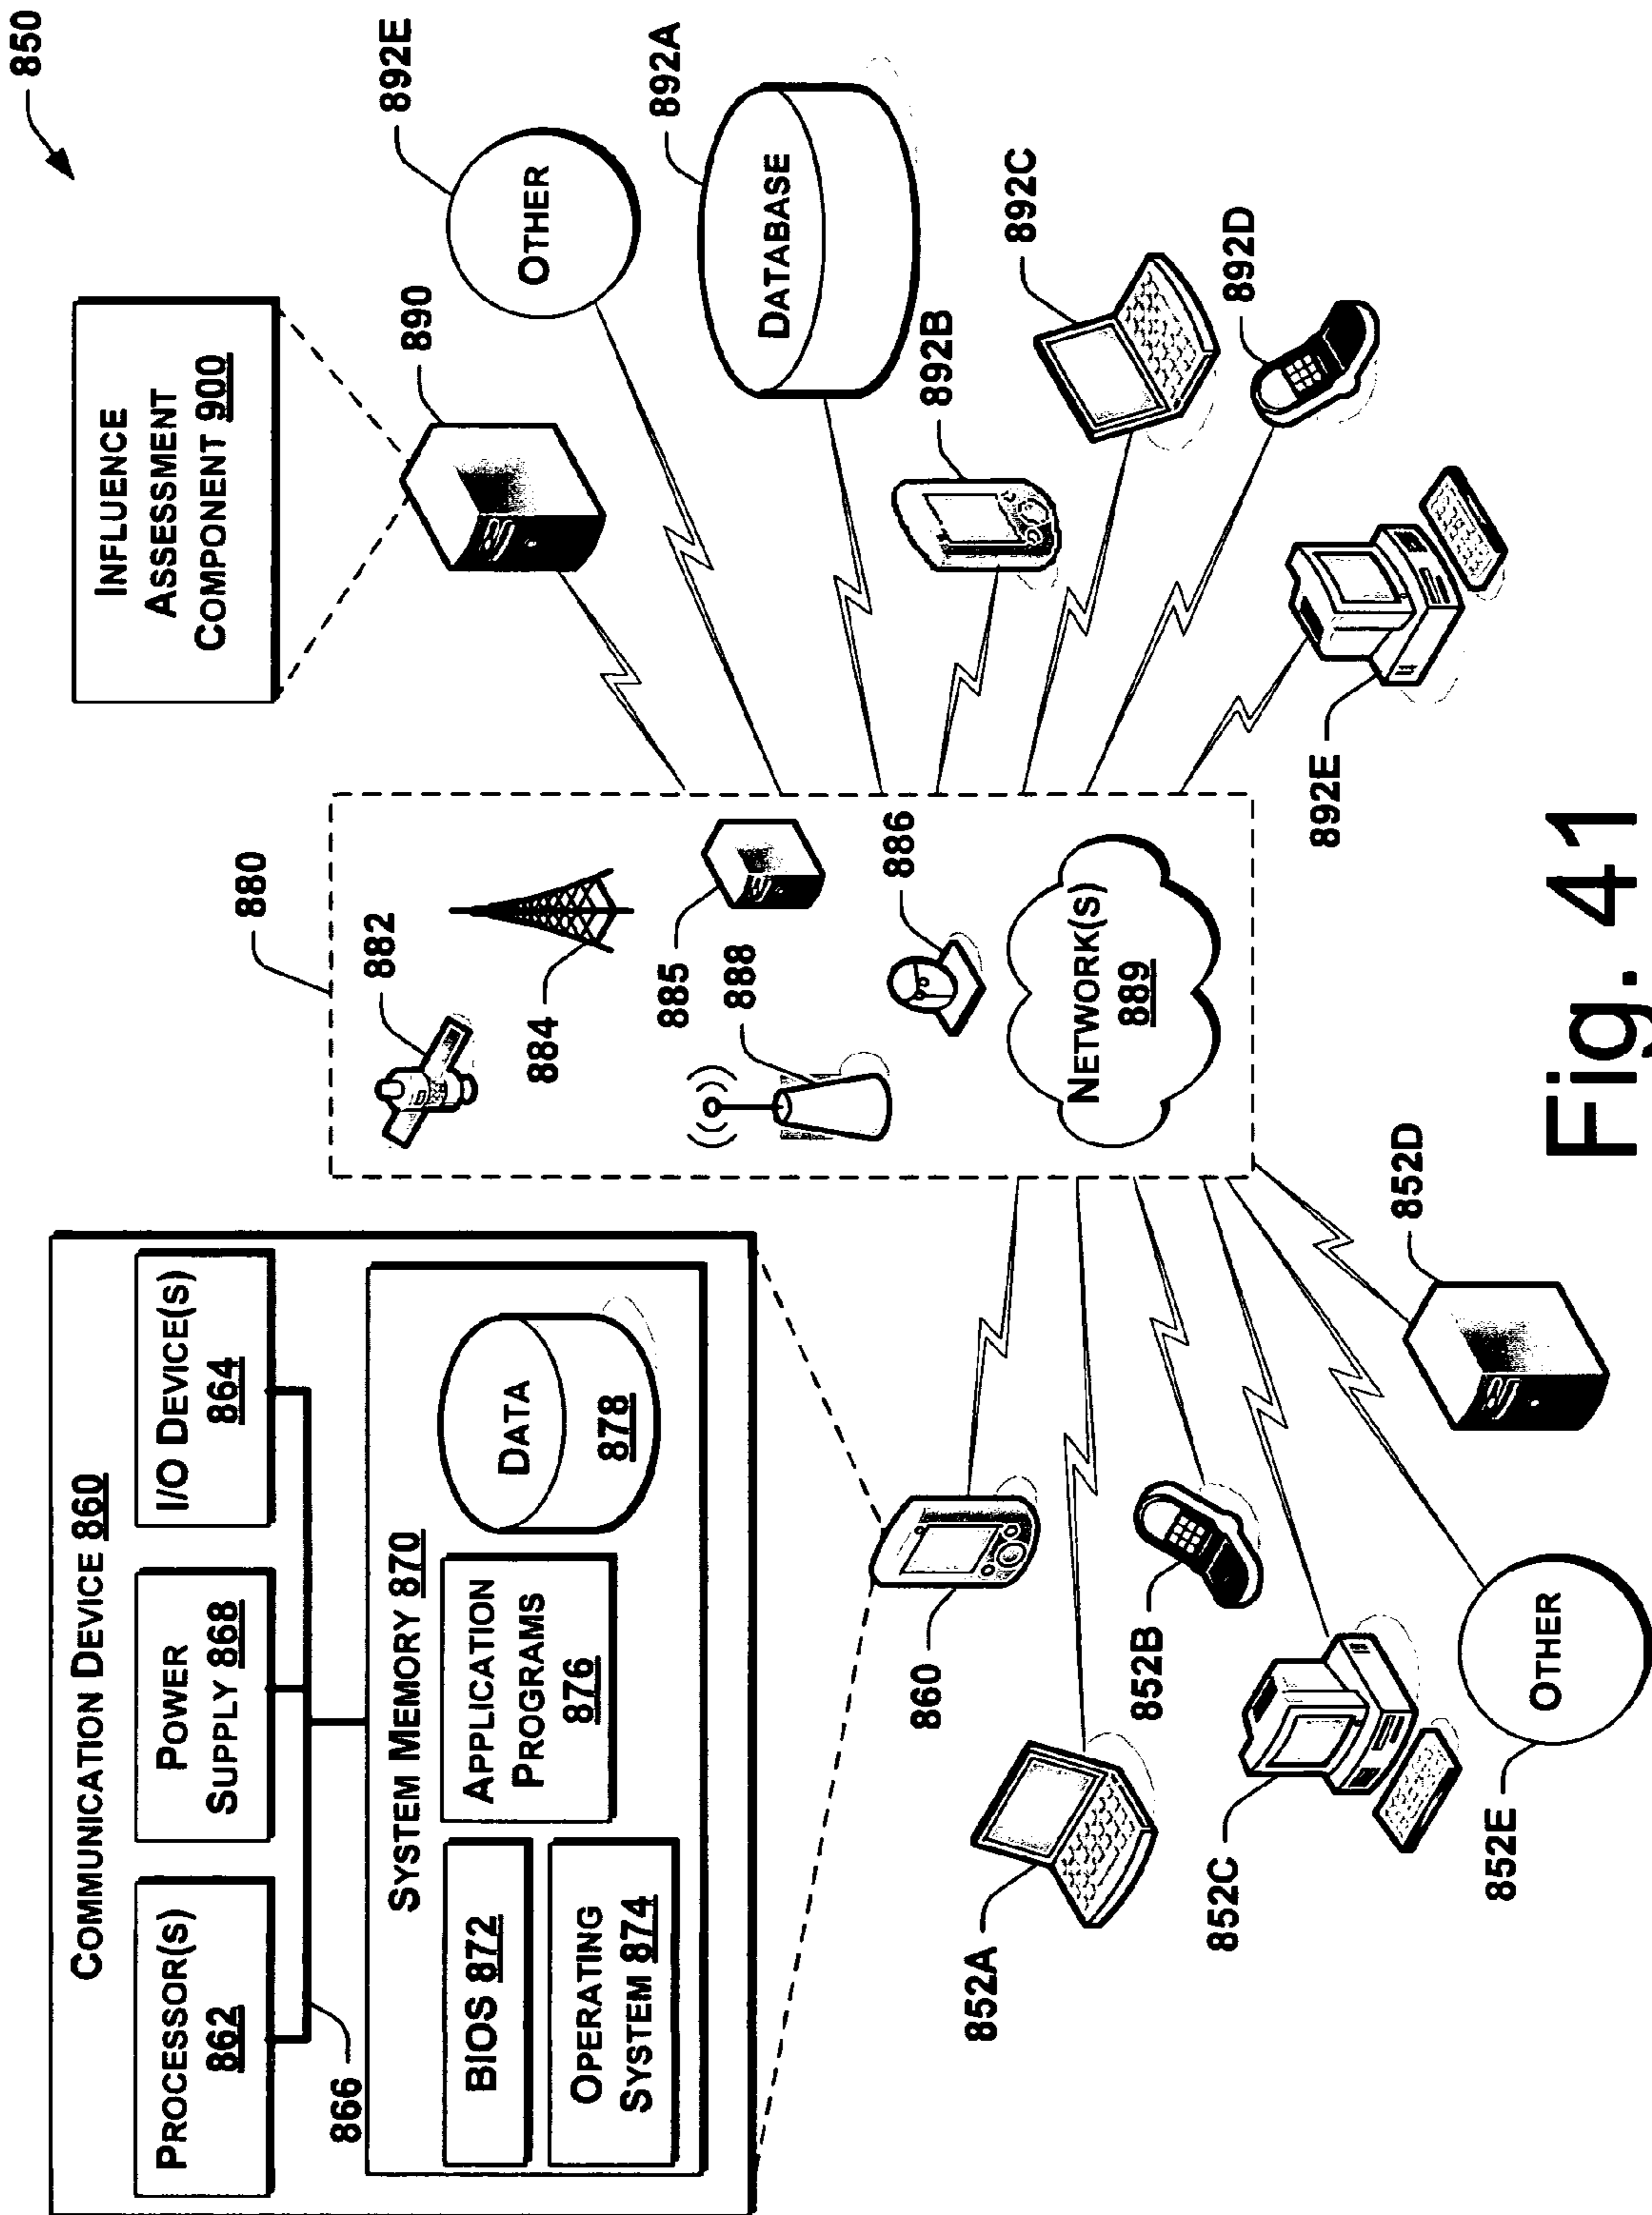 850
COMMUNICATION DEVICE 860
PROCESSOR(S)
862
POWER
SUPPLY 868
I/O DEVICE(S)
864
866
SYSTEM MEMORY 870
BIOS 872
OPERATING
SYSTEM 874
APPLICATION
PROGRAMS
876
DATA
878
860
852A
852B
852C
852E
OTHER
852D
880
882
884
885
888
886
NETWORK(S)
889
INFLUENCE
ASSESSMENT
COMPONENT 900
890
892E
OTHER
892A
DATABASE
892B
892C
892D
892E
Fig. 41